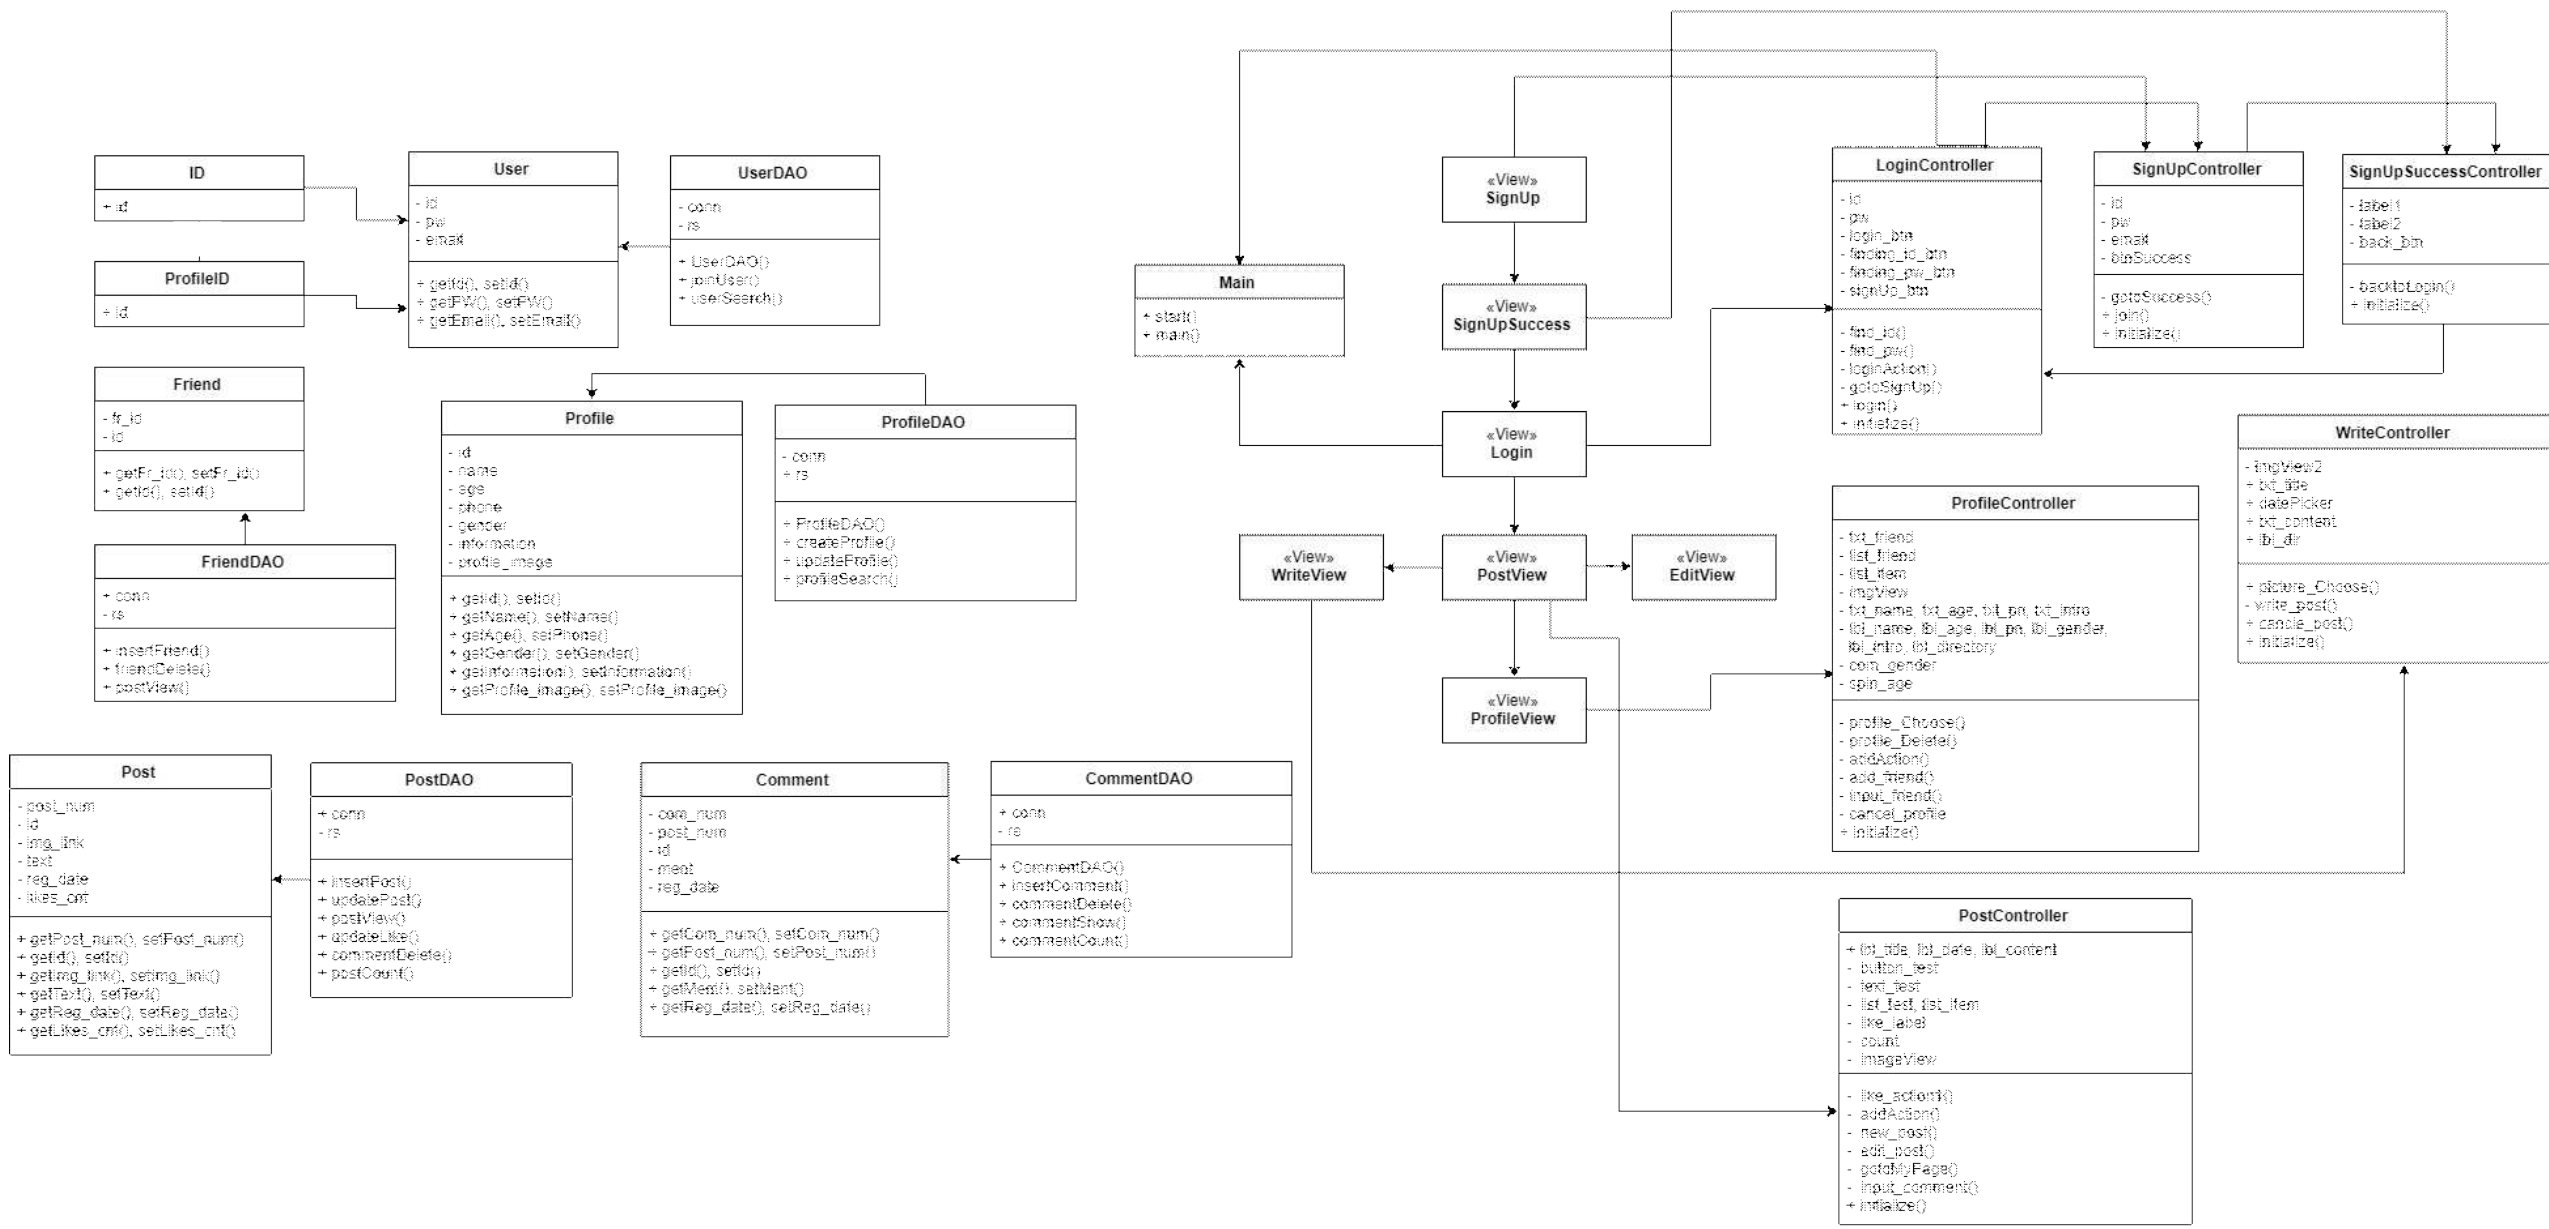 ID
+ id
ProfileID
+ id
User
- id
- pw
- email
+ getId(), setId()
+ getPW(), setPW()
+ getEmail(), setEmail()
UserDAO
- conn
- rs
+ UserDAO()
+ joinUser()
+ userSearch()
Friend
- fr_id
- id
+ getFr_id(), setFr_id()
+ getId(), setId()
FriendDAO
+ conn
- rs
+ insertFriend()
+ friendDelete()
+ postView()
Profile
- id
- name
- age
- phone
- gender
- information
- profile_image
+ getId(), setId()
+ getName(), setName()
+ getAge(), setPhone()
+ getGender(), setGender()
+ getInformation(), setInformation()
+ getProfile_image(), setProfile_image()
ProfileDAO
- conn
+ rs
+ ProfileDAO()
+ createProfile()
+ updateProfile()
+ profileSearch()
Post
- post_num
- id
- img_link
- text
- reg_date
- likes_cnt
+ getPost_num(), setPost_num()
+ getId(), setId()
+ getImg_link(), setImg_link()
+ getText(), setText()
+ getReg_date(), setReg_date()
+ getLikes_cnt(), setLikes_cnt()
PostDAO
+ conn
- rs
+ insertPost()
+ updatePost()
+ postView()
+ updateLike()
+ commentDelete()
+ postCount()
Comment
- com_num
- post_num
- id
- ment
- reg_date
+ getCom_num(), setCom_num()
+ getPost_num(), setPost_num()
+ getId(), setId()
+ getMent(), setMent()
+ getReg_date(), setReg_date()
CommentDAO
+ conn
- rs
+ CommentDAO()
+ insertComment()
+ commentDelete()
+ commentShow()
+ commentCount()
Main
+ start()
+ main()
«View»
SignUp
«View»
SignUpSuccess
«View»
Login
«View»
WriteView
«View»
PostView
«View»
EditView
«View»
ProfileView
LoginController
- id
- pw
- login_btn
- finding_id_btn
- finding_pw_btn
- signUp_btn
- find_id()
- find_pw()
- loginAction()
- gotoSignUp()
+ login()
+ initialize()
SignUpController
- id
- pw
- email
- btnSuccess
- gotoSuccess()
+ join()
+ initialize()
SignUpSuccessController
- label1
- label2
- back_btn
- backtoLogin()
+ initialize()
WriteController
- imgView2
+ txt_title
+ datePicker
+ txt_content
+ lbl_dir
+ picture_Choose()
- write_post()
+ cancle_post()
+ initialize()
ProfileController
- txt_friend
- list_friend
- list_item
- imgView
- txt_name, txt_age, txt_pn, txt_intro
- lbl_name, lbl_age, lbl_pn, lbl_gender,
lbl_intro, lbl_directory
- com_gender
- spin_age
- profile_Choose()
- profile_Delete()
- addAction()
- add_friend()
- input_friend()
- cancel_profile
+ initialize()
PostController
+ lbl_title, lbl_date, lbl_content
- button_test
- text_test
- list_test, list_item
- like_label
- count
- imageView
- like_action1()
- addAction()
- new_post()
- edit_post()
- gotoMyPage()
- input_comment()
+ initialize()